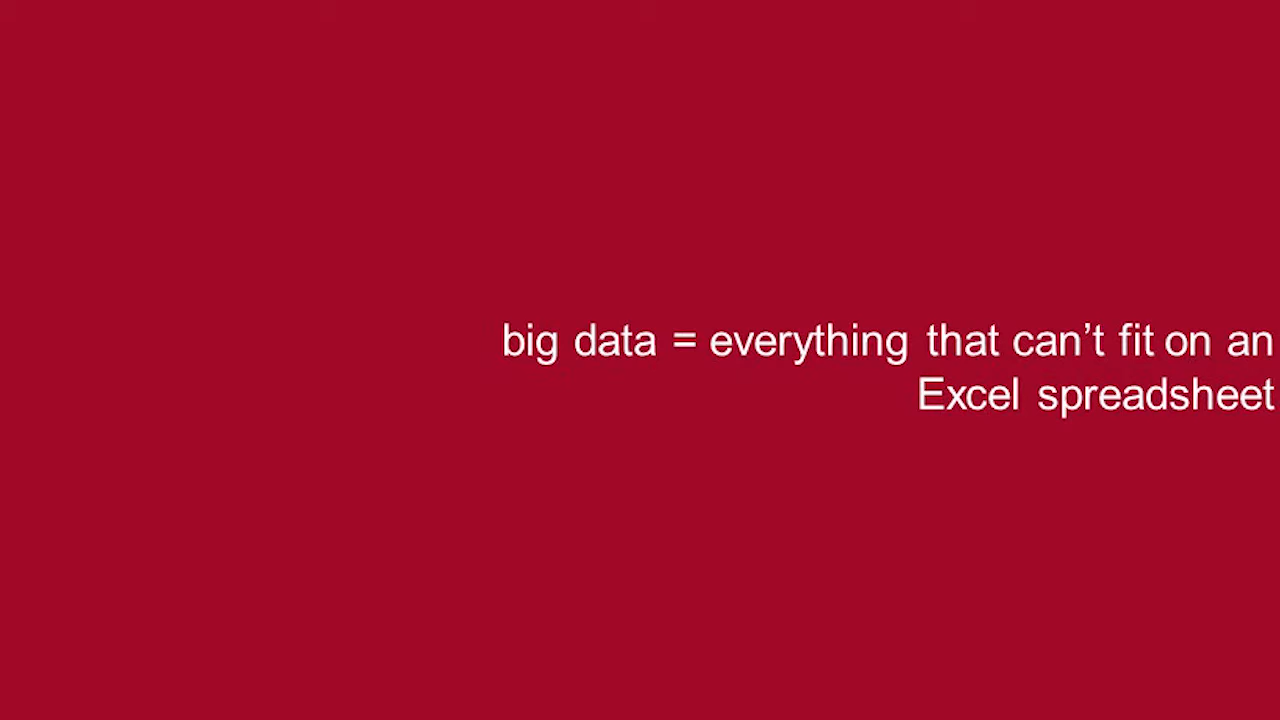 big data = everything that can’t fit on an
Excel spreadsheet